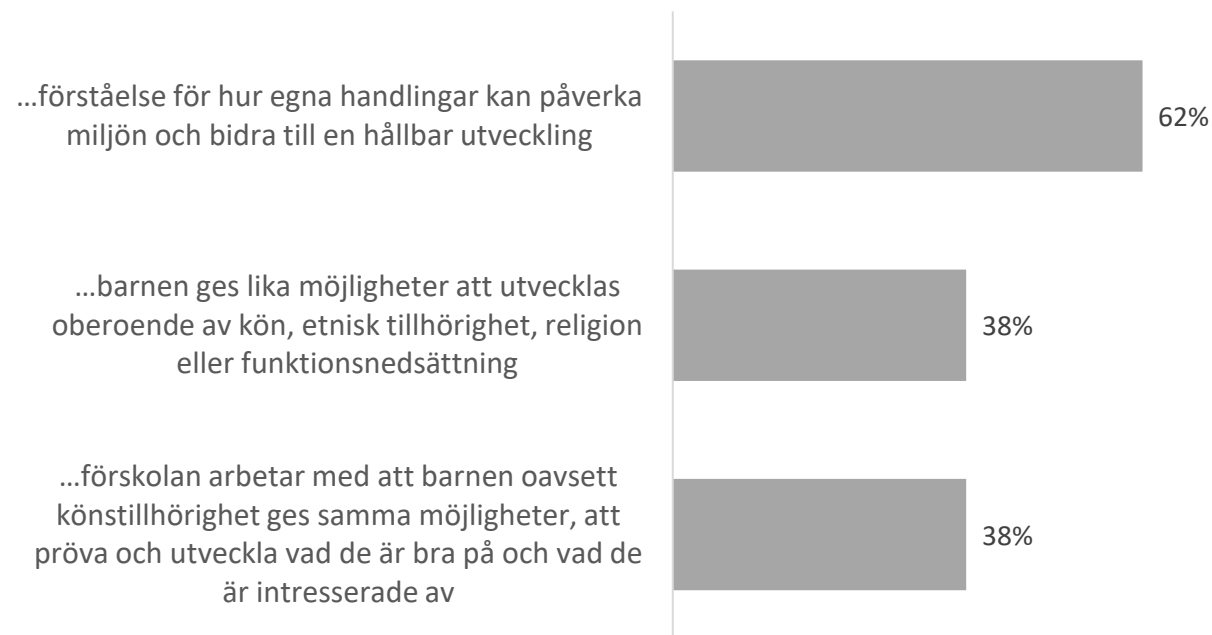 ...förståelse för hur egna handlingar kan påverka
miljön och bidra till en hållbar utveckling
62%
...barnen ges lika möjligheter att utvecklas
oberoende av kön, etnisk tillhörighet, religion
eller funktionsnedsättning
38%
...förskolan arbetar med att barnen oavsett
könstillhörighet ges samma möjligheter, att
pröva och utveckla vad de är bra på och vad de
är intresserade av
38%